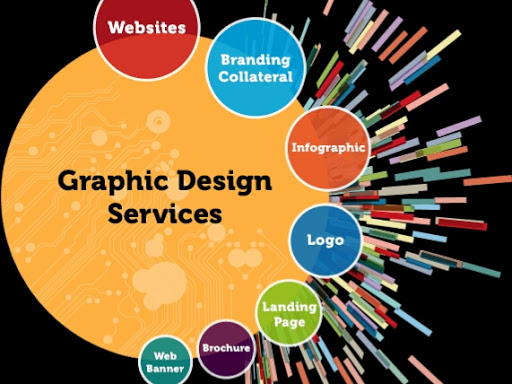 Websites
Branding
Collateral
Infographic
Graphic Design
Services
Logo
Landing
Page
Brochure
Web
Banner